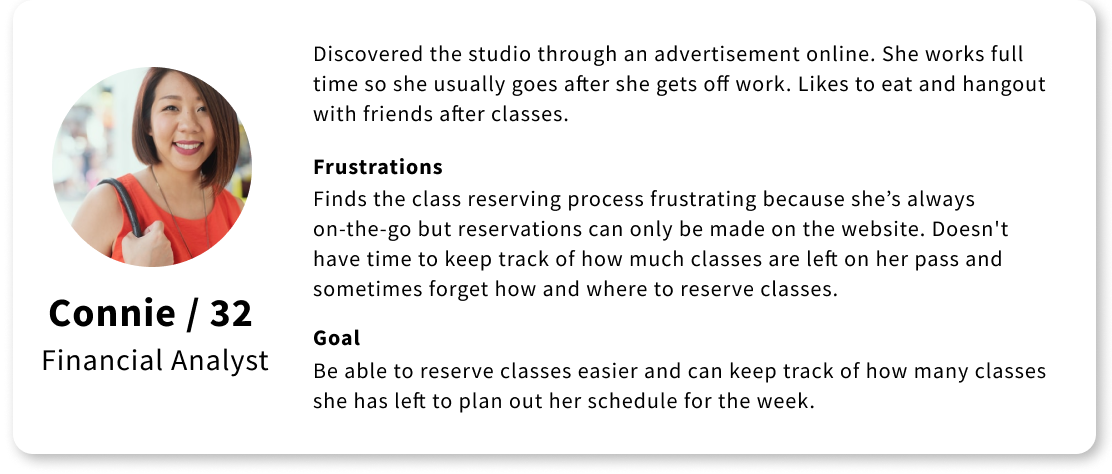 Discovered the studio through an advertisement online. She works full
time so she usually goes after she gets off work. Likes to eat and hangout
with friends after classes.
Frustrations
Finds the class reserving process frustrating because she’s always
on-the-go but reservations can only be made on the website. Doesn't
have time to keep track of how much classes are left on her pass and
sometimes forget how and where to reserve classes.
Goal
Be able to reserve classes easier and can keep track of how many classes
she has left to plan out her schedule for the week.
Connie / 32
Financial Analyst